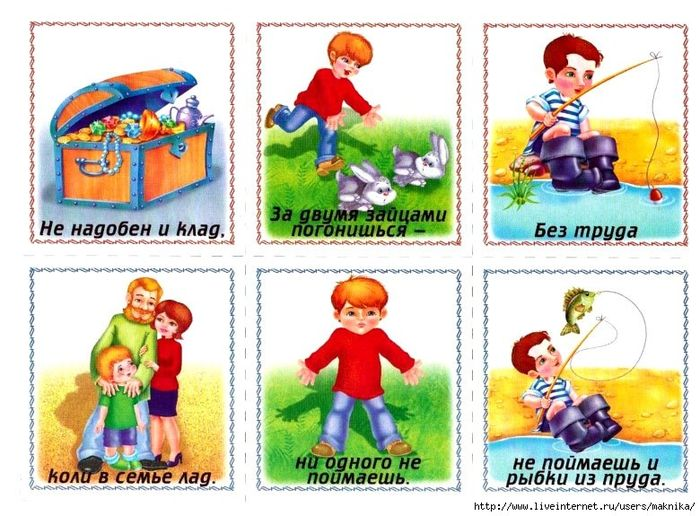 Не надобен и клад.
За двумя зайцами
погонишься –
Без труда
коли в семье лад.
ни одного не
поймаешь.
не поймаешь и
рыбки из пруда.
http://www.liveinternet.ru/users/maknika/